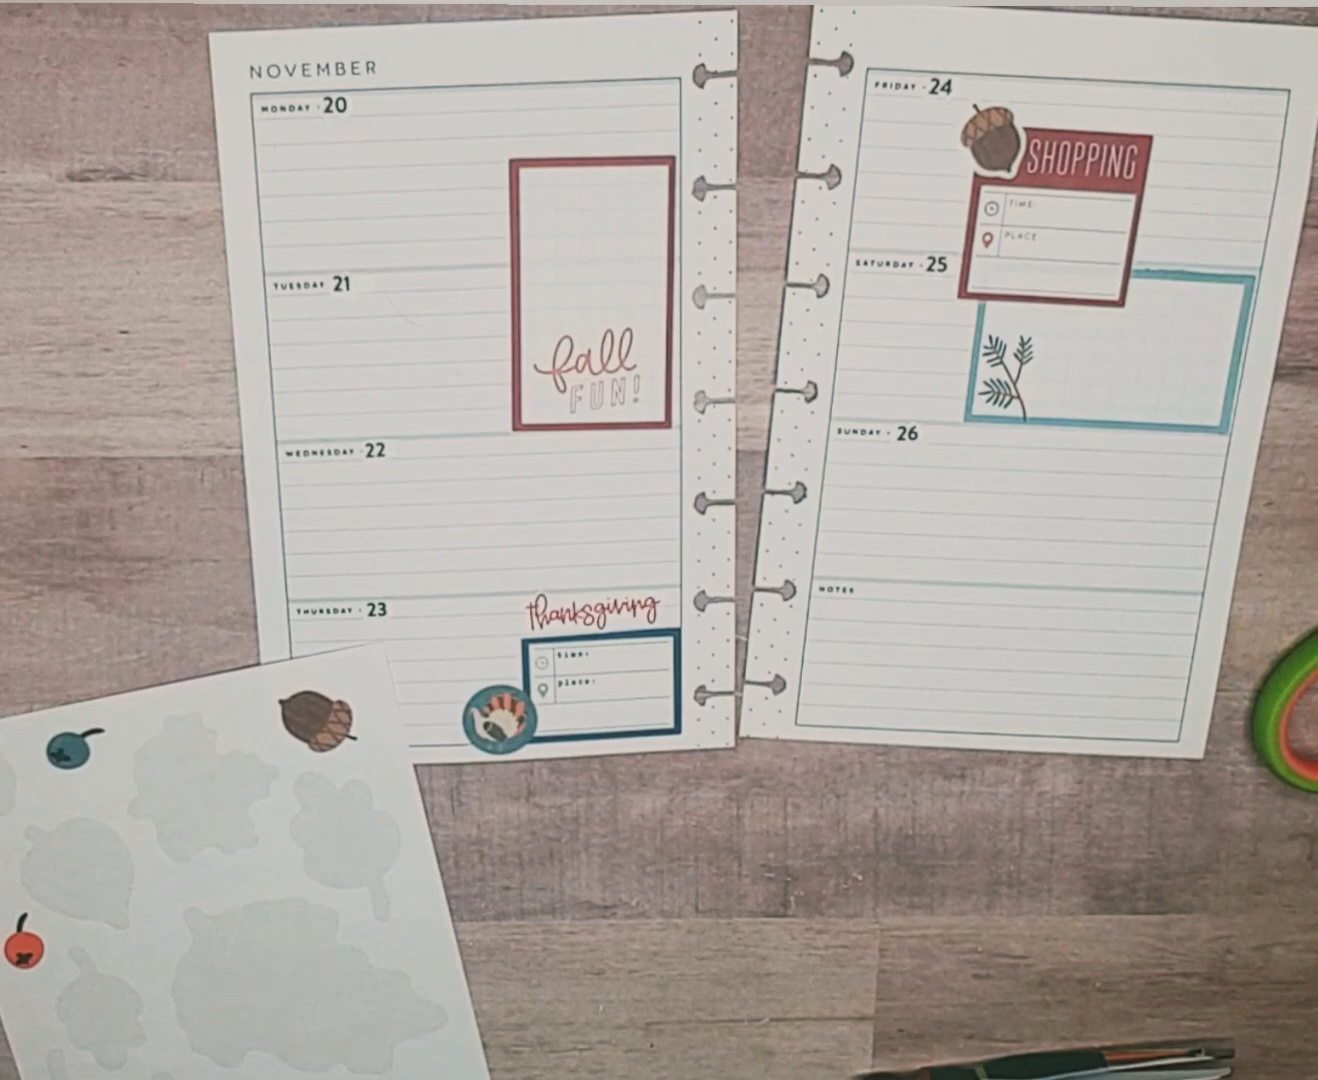 NOVEMBER
MONDAY · 20
TUESDAY · 21
fall
FUN!
WEDNESDAY · 22
THURSDAY · 23
thanksgiving
time:
place:
FRIDAY · 24
SHOPPING
TIME:
PLACE:
SATURDAY · 25
SUNDAY · 26
NOTES